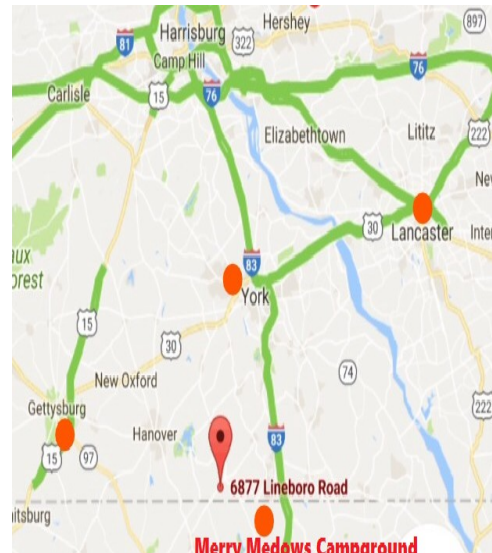 Harrisburg
Hershey
897
81
322
Camp Hill
76
76
Carlisle
15
Elizabethtown
Lititz
222
New
30
Lancaster
Inter
aux
orest
83
York
15
30
74
New Oxford
222
Gettysburg
Hanover
83
15
97
6877 Lineboro Road
itsburg
Merry Medows Campground